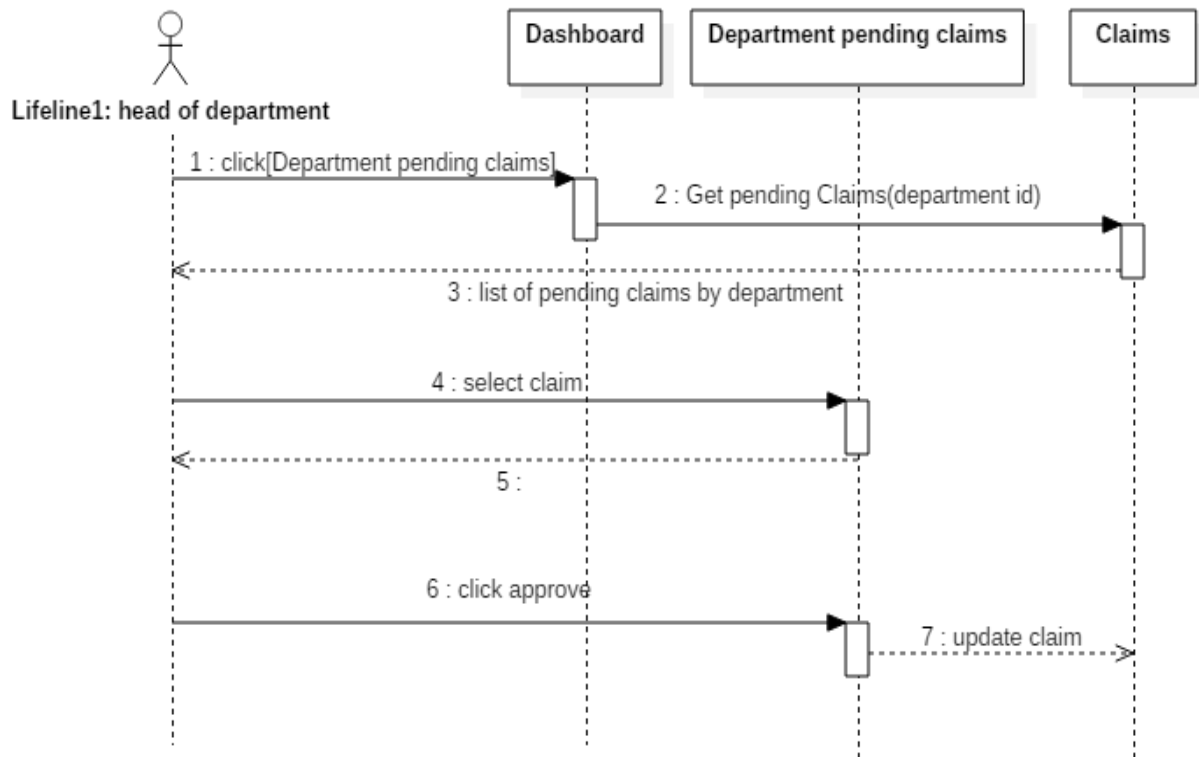 Dashboard
Department pending claims
Claims
Lifeline1: head of department
1 : click[Department pending claims]
2 : Get pending Claims(department id)
3 : list of pending claims by department
4 : select claim
5 :
6 : click approve
7 : update claim